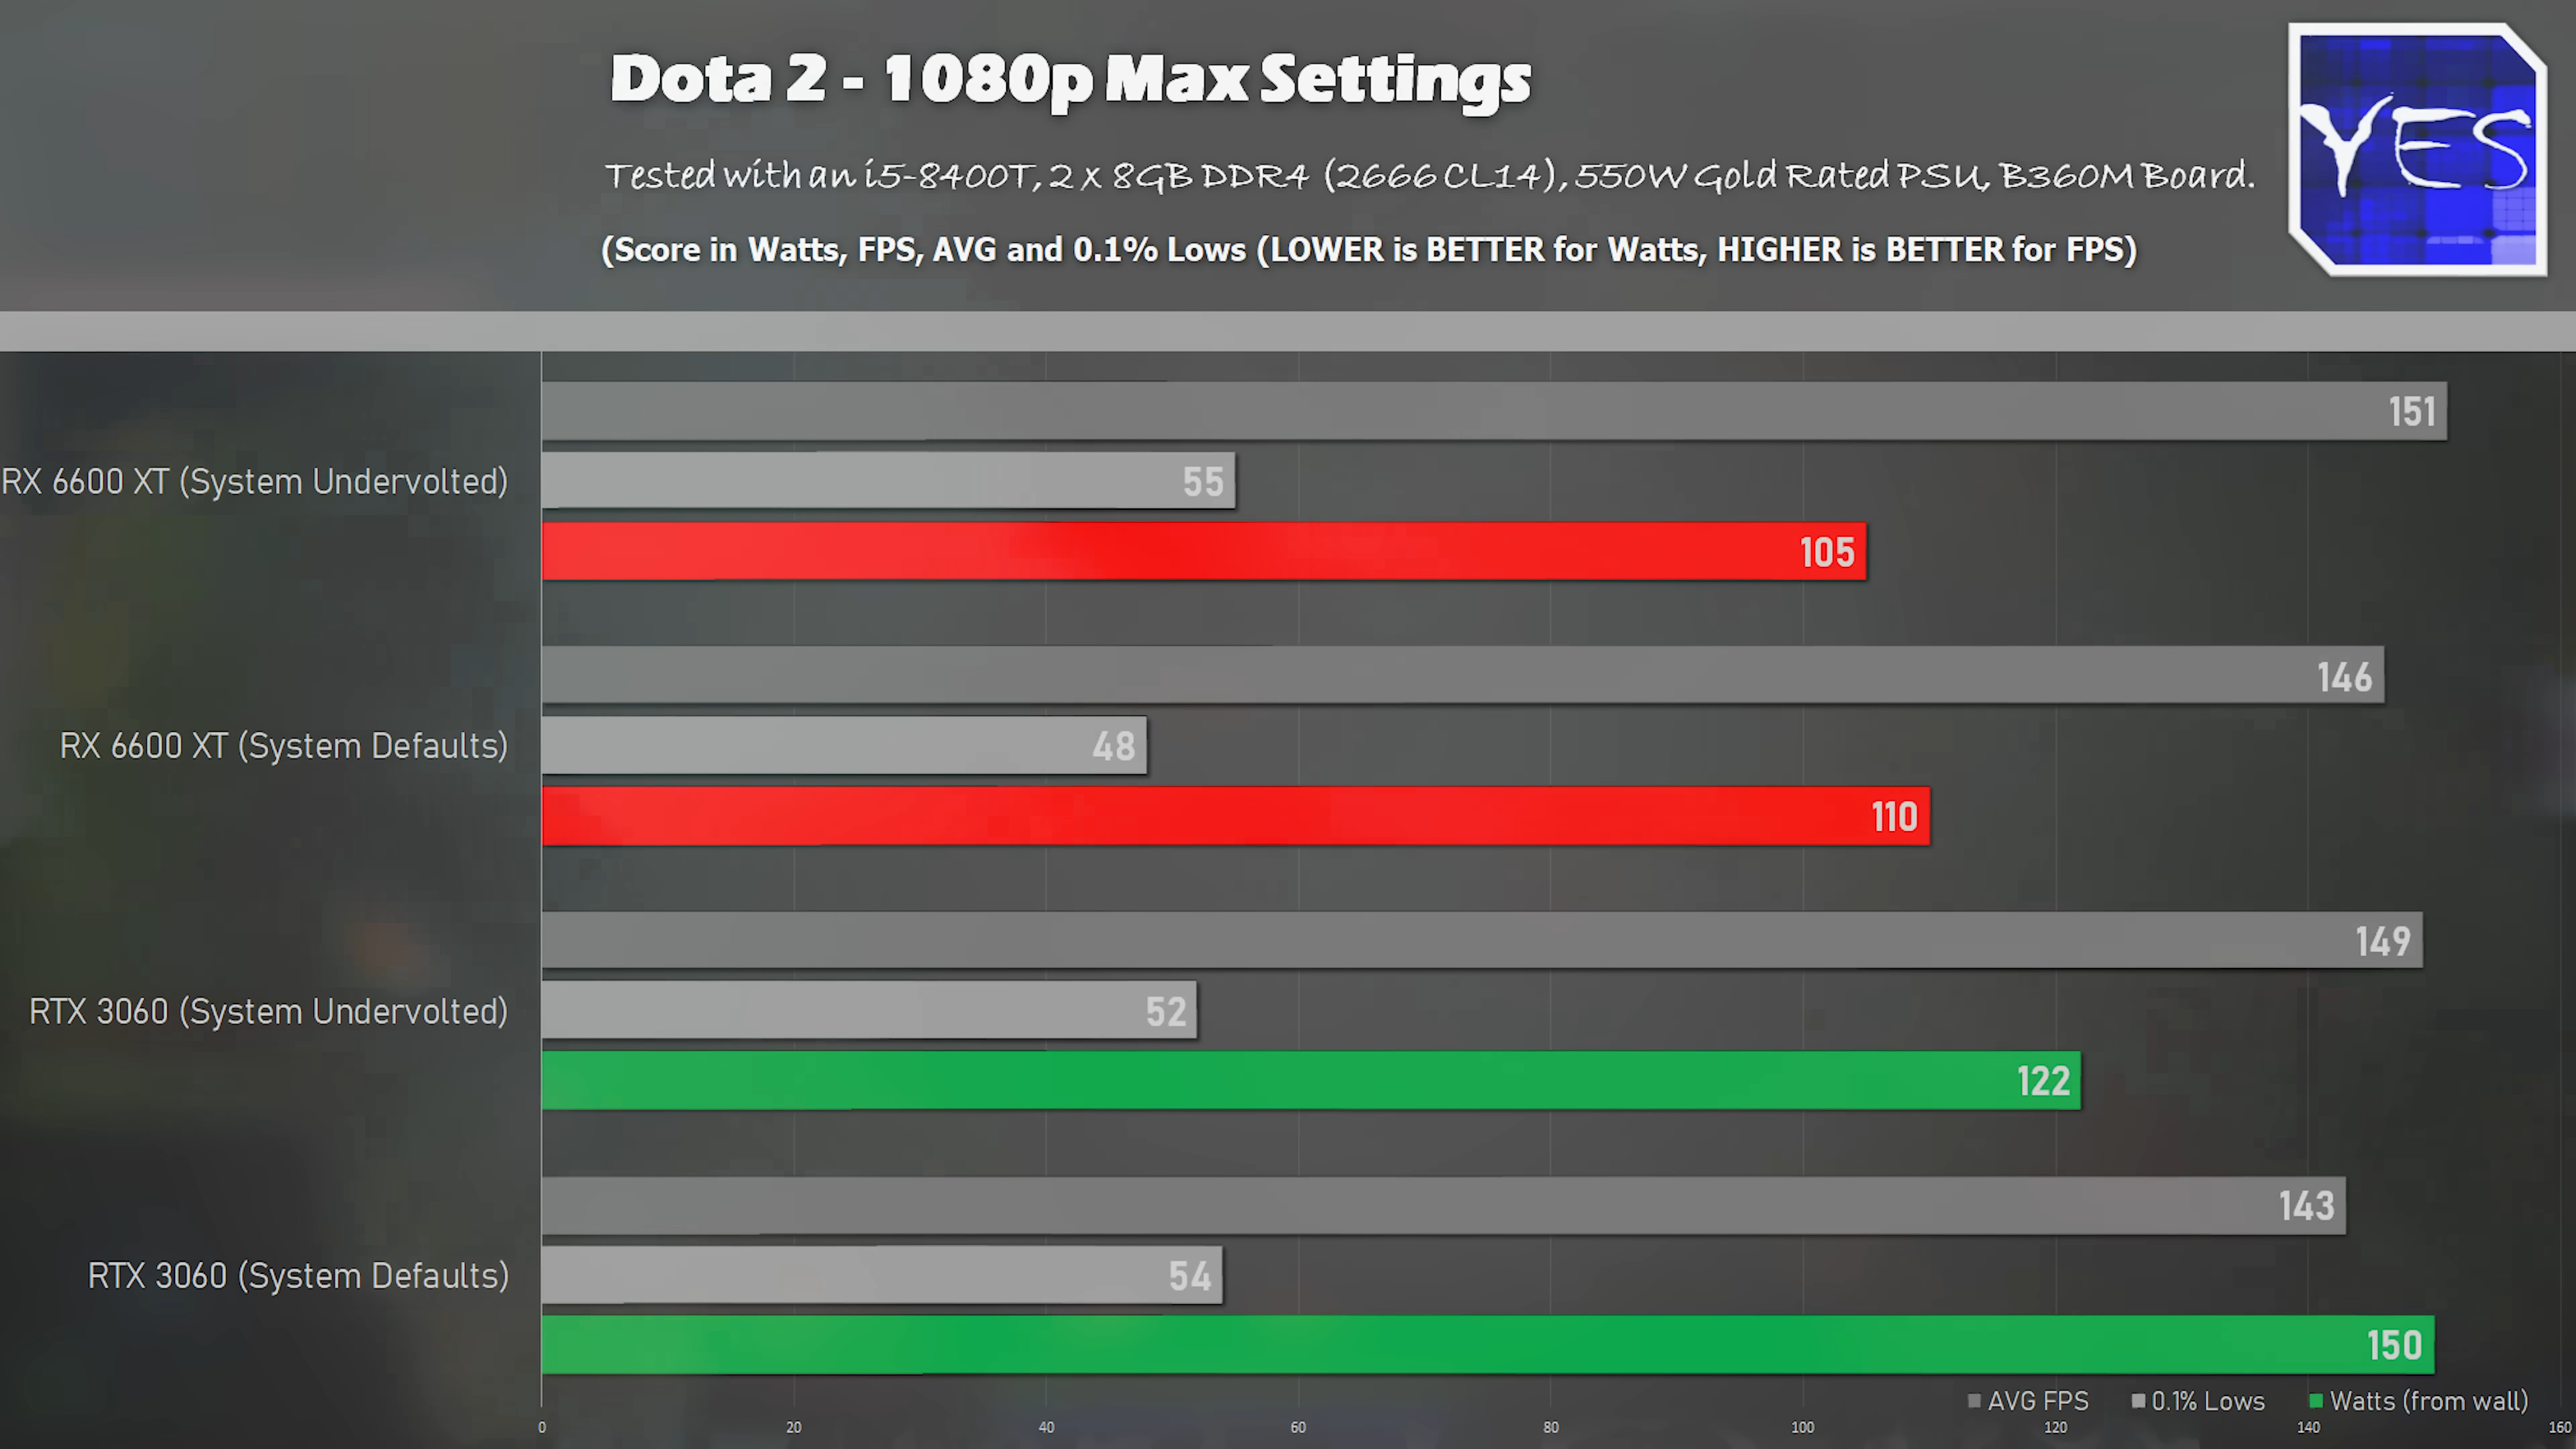 Dota 2 - 1080p Max Settings
YES
Tested with an i5-8400T, 2 x 8GB DDR4 (2666 CL14), 550W Gold Rated PSU, B360M Board.
(Score in Watts, FPS, AVG and 0.1% Lows (LOWER is BETTER for Watts, HIGHER is BETTER for FPS)
151
RX 6600 XT (System Undervolted)
55
105
146
RX 6600 XT (System Defaults)
48
110
149
RTX 3060 (System Undervolted)
52
122
143
RTX 3060 (System Defaults)
54
150
AVG FPS 0.1% Lows Watts (from wall)
0 20 40 60 80 100 120 140 160